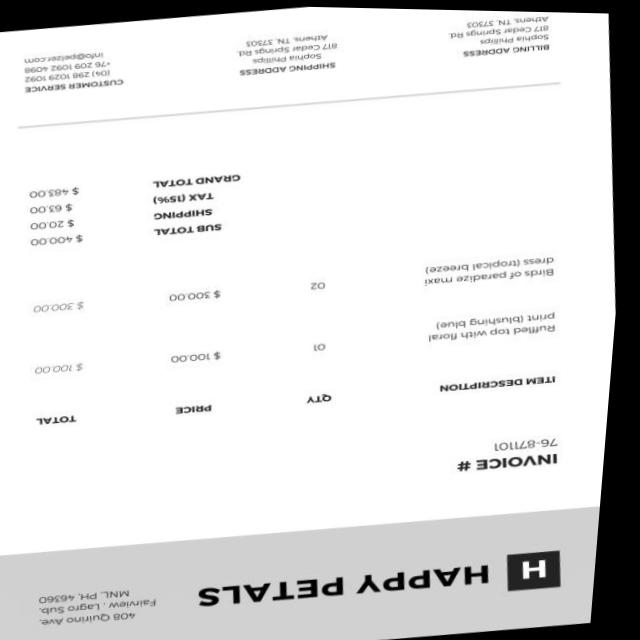 H HAPPY PETALS
408 Quirino Ave.
Fairview , Lagro Sub.
MNL. PH, 46360
INVOICE #
76-871101
ITEM DESCRIPTION QTY PRICE TOTAL
Ruffled top with floral
print (blushing blue) 01 $ 100.00 $ 100.00
Birds of paradize maxi
dress (tropical breeze) 02 $ 300.00 $ 300.00
SUB TOTAL $ 400.00
SHIPPING $ 20.00
TAX (15%) $ 63.00
GRAND TOTAL $ 483.00
BILLING ADDRESS
Sophia Phillips
817 Cedar Springs Rd.
Athens, TN, 37303
SHIPPING ADDRESS
Sophia Phillips
817 Cedar Springs Rd.
Athens, TN, 37303
CUSTOMER SERVICE
(04) 298 1029 1092
+76 209 1092 4098
info@pelzer.com